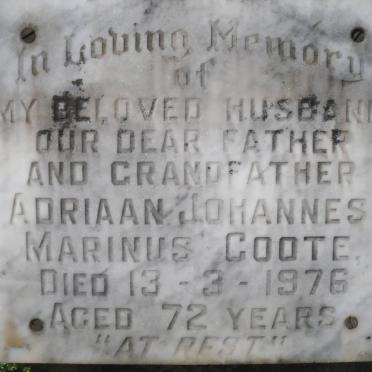 In Loving Memory
of
MY BELOVED HUSBAND
OUR DEAR FATHER
AND GRANDFATHER
ADRIAAN JOHANNES
MARINUS COOTE,
DIED 13 - 3 - 1976
AGED 72 YEARS
"AT REST"